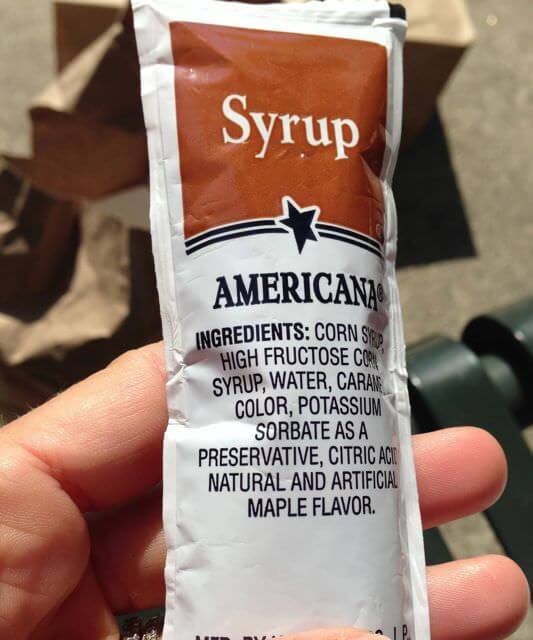 Syrup
AMERICANA®
INGREDIENTS: CORN SYRUP,
HIGH FRUCTOSE CORN
SYRUP, WATER, CARAMEL
COLOR, POTASSIUM
SORBATE AS A
PRESERVATIVE, CITRIC ACID
NATURAL AND ARTIFICIAL
MAPLE FLAVOR.